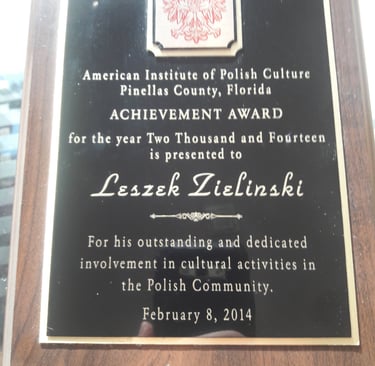 American Institute of Polish Culture
Pinellas County, Florida
ACHIEVEMENT AWARD
for the year Two Thousand and Fourteen
is presented to
Leszek Zielinski
For his outstanding and dedicated
involvement in cultural activities in
the Polish Community.
February 8, 2014